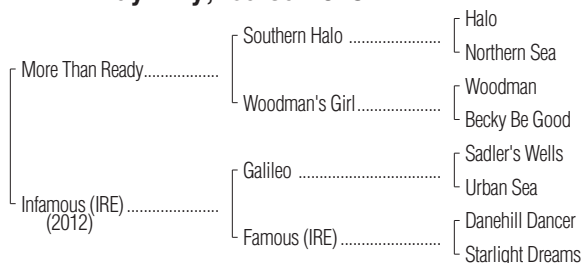 Halo
Southern Halo
Northern Sea
More Than Ready
Woodman
Woodman's Girl
Becky Be Good
Sadler's Wells
Galileo
Urban Sea
Infamous (IRE)
(2012)
Danehill Dancer
Famous (IRE)
Starlight Dreams